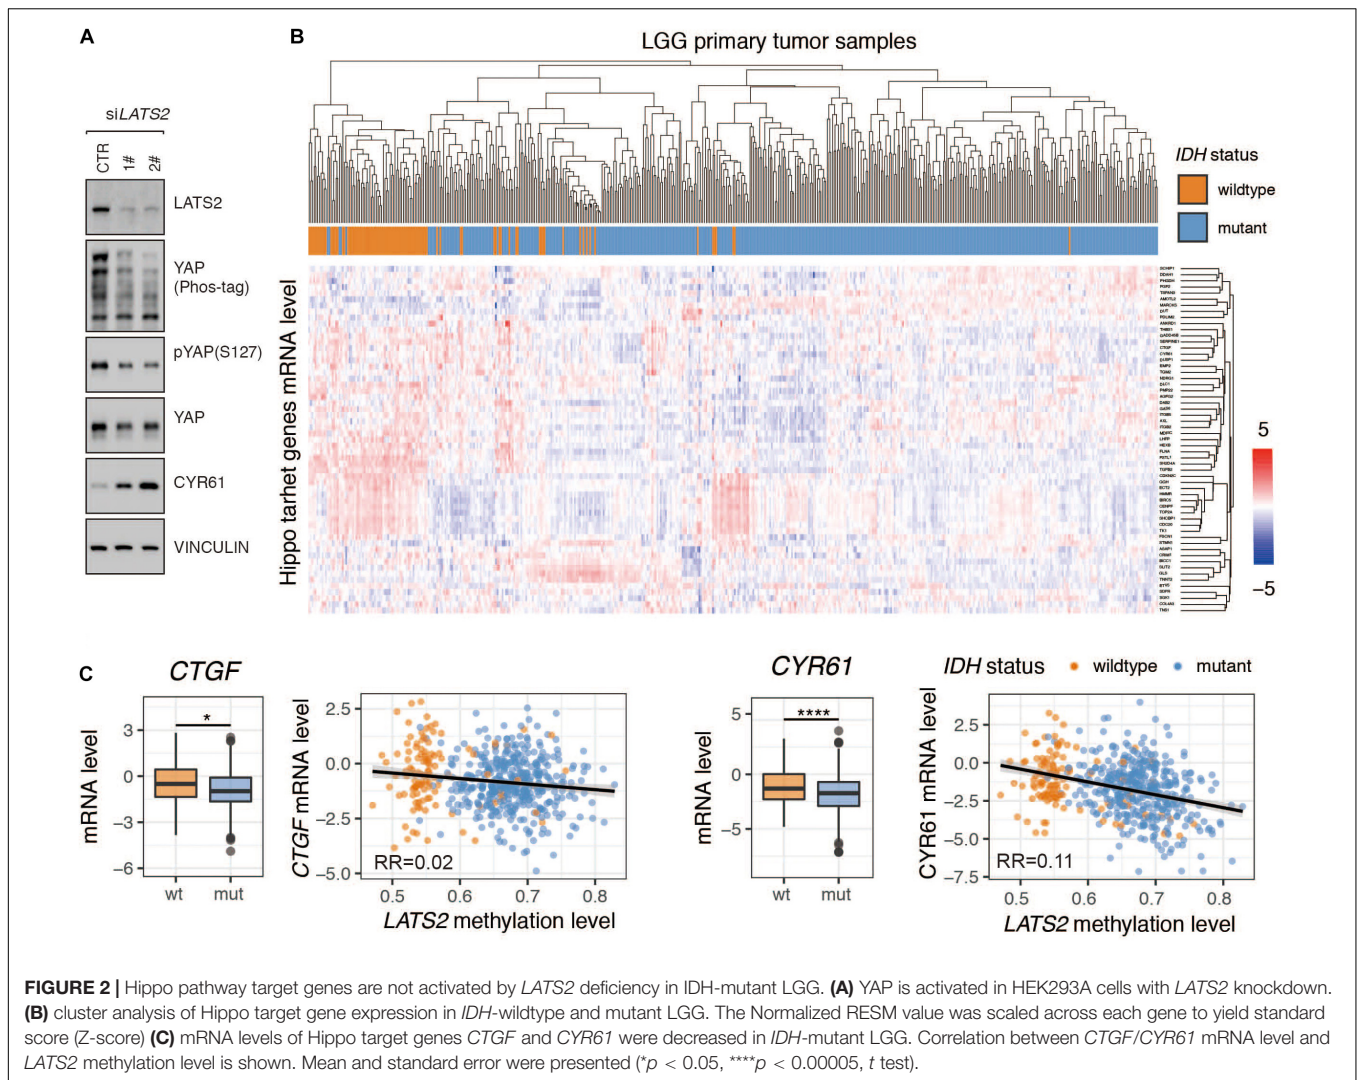 A
siLATS2
CTR
1#
2#
LATS2
YAP
(Phos-tag)
pYAP(S127)
YAP
CYR61
VINCULIN
B
LGG primary tumor samples
Hippo tarhet genes mRNA level
IDH status
wildtype
mutant
5
−5
C
CTGF
mRNA level
3
0
−3
−6
wt
mut
*
CTGF mRNA level
2.5
0.0
−2.5
−5.0
RR=0.02
0.5
0.6
0.7
0.8
LATS2 methylation level
CYR61
mRNA level
5
0
−5
wt
mut
****
IDH status
wildtype
mutant
CYR61 mRNA level
2.5
0.0
−2.5
−5.0
−7.5
RR=0.11
0.5
0.6
0.7
0.8
LATS2 methylation level
FIGURE 2 | Hippo pathway target genes are not activated by LATS2 deficiency in IDH-mutant LGG. (A) YAP is activated in HEK293A cells with LATS2 knockdown.
(B) cluster analysis of Hippo target gene expression in IDH-wildtype and mutant LGG. The Normalized RESM value was scaled across each gene to yield standard
score (Z-score) (C) mRNA levels of Hippo target genes CTGF and CYR61 were decreased in IDH-mutant LGG. Correlation between CTGF/CYR61 mRNA level and
LATS2 methylation level is shown. Mean and standard error were presented (*p < 0.05, ****p < 0.00005, t test).